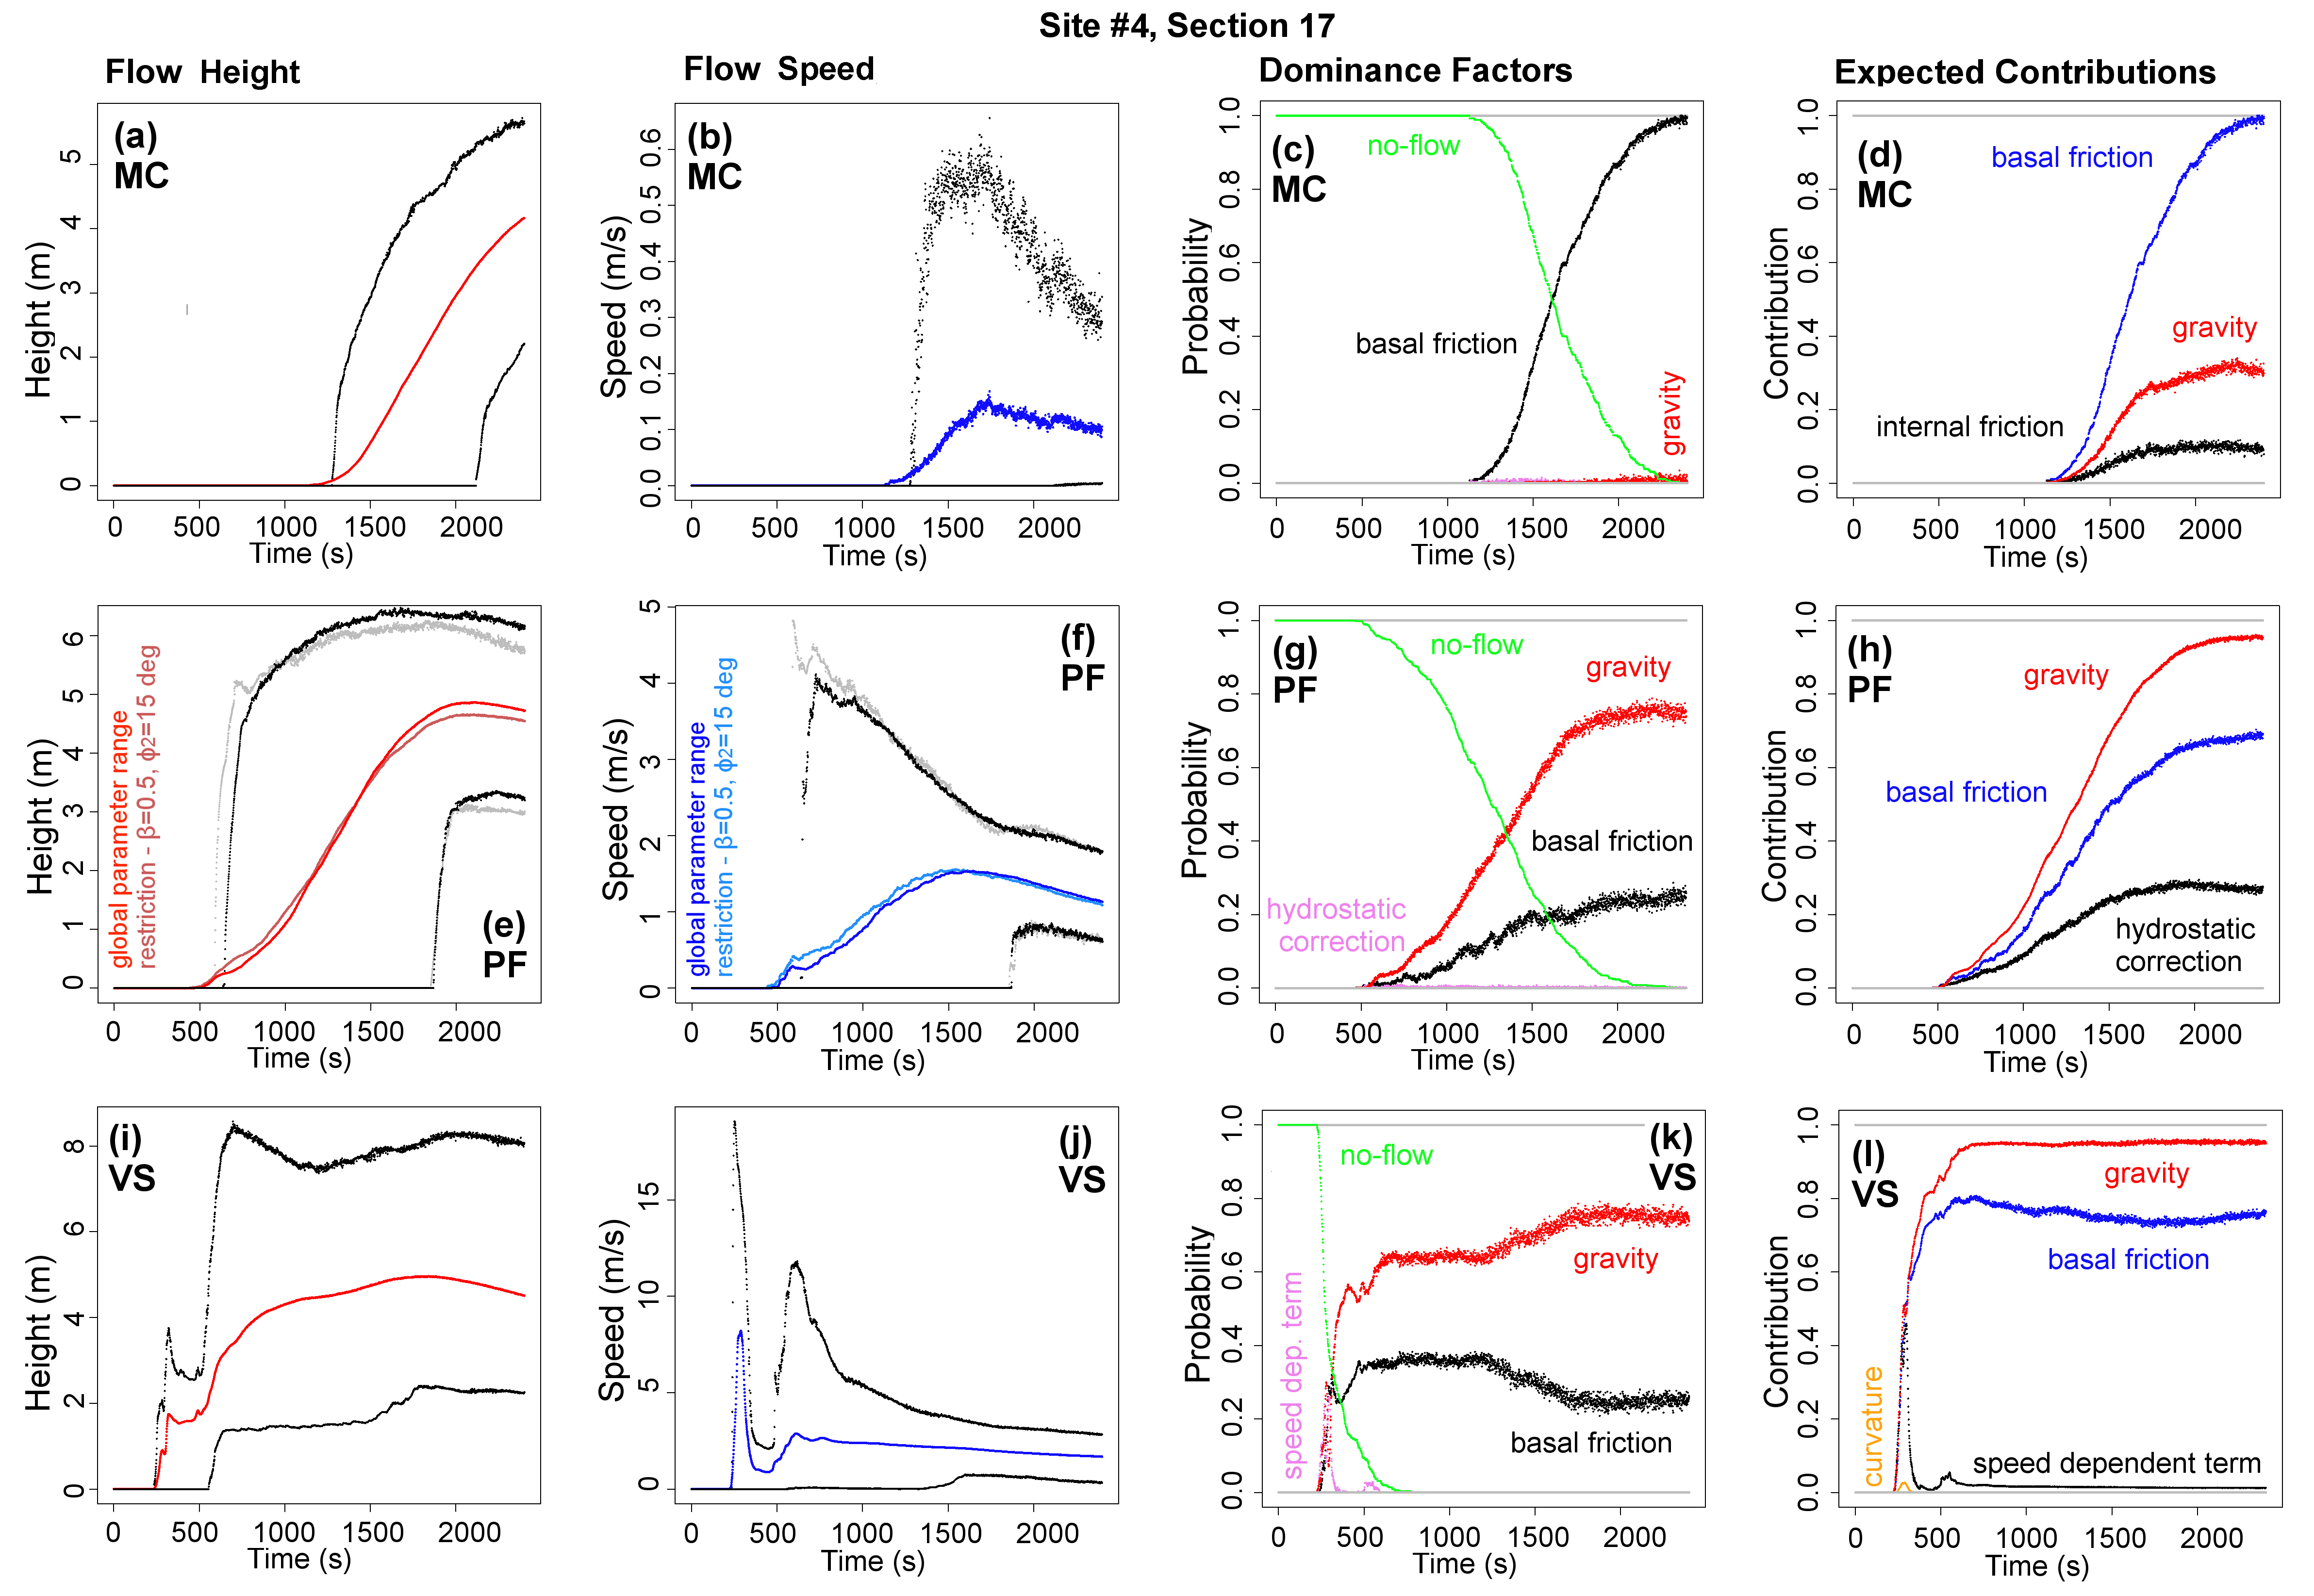 Site #4, Section 17
Flow Height
Flow Speed
Dominance Factors
Expected Contributions
(a)
MC
Height (m)
0 1 2 3 4 5
0 500 1000 1500 2000
Time (s)
(b)
MC
Speed (m/s)
0.0 0.1 0.2 0.3 0.4 0.5 0.6
0 500 1000 1500 2000
Time (s)
(c)
MC
no-flow
basal friction
gravity
Probability
0.0 0.2 0.4 0.6 0.8 1.0
0 500 1000 1500 2000
Time (s)
(d)
MC
basal friction
gravity
internal friction
Contribution
0.0 0.2 0.4 0.6 0.8 1.0
0 500 1000 1500 2000
Time (s)
(e)
PF
global parameter range
restriction - β=0.5, ϕ2=15 deg
Height (m)
0 1 2 3 4 5 6
0 500 1000 1500 2000
Time (s)
(f)
PF
global parameter range
restriction - β=0.5, ϕ2=15 deg
Speed (m/s)
0 1 2 3 4 5
0 500 1000 1500 2000
Time (s)
(g)
PF
no-flow
gravity
basal friction
hydrostatic
correction
Probability
0.0 0.2 0.4 0.6 0.8 1.0
0 500 1000 1500 2000
Time (s)
(h)
PF
gravity
basal friction
hydrostatic
correction
Contribution
0.0 0.2 0.4 0.6 0.8 1.0
0 500 1000 1500 2000
Time (s)
(i)
VS
Height (m)
0 2 4 6 8
0 500 1000 1500 2000
Time (s)
(j)
VS
Speed (m/s)
0 5 10 15
0 500 1000 1500 2000
Time (s)
(k)
VS
no-flow
gravity
speed dep. term
basal friction
Probability
0.0 0.2 0.4 0.6 0.8 1.0
0 500 1000 1500 2000
Time (s)
(l)
VS
gravity
basal friction
curvature
speed dependent term
Contribution
0.0 0.2 0.4 0.6 0.8 1.0
0 500 1000 1500 2000
Time (s)